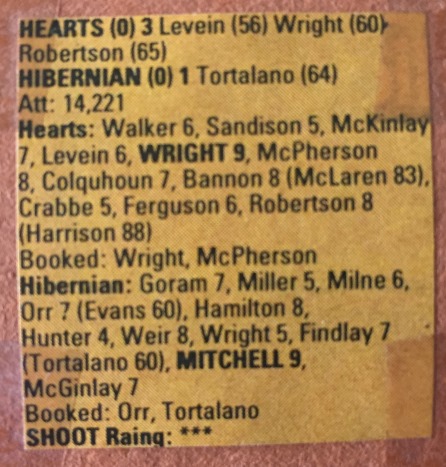 HEARTS (0) 3 Levein (56) Wright (60)
Robertson (65)
HIBERNIAN (0) 1 Tortalano (64)
Att: 14,221
Hearts: Walker 6, Sandison 5, McKinlay
7, Levein 6, WRIGHT 9, McPherson
8, Colquhoun 7, Bannon 8 (McLaren 83),
Crabbe 5, Ferguson 6, Robertson 8
(Harrison 88)
Booked: Wright, McPherson
Hibernian: Goram 7, Miller 5, Milne 6,
Orr 7 (Evans 60), Hamilton 8,
Hunter 4, Weir 8, Wright 5, Findlay 7
(Tortalano 60), MITCHELL 9,
McGinlay 7
Booked: Orr, Tortalano
SHOOT Raing: ***